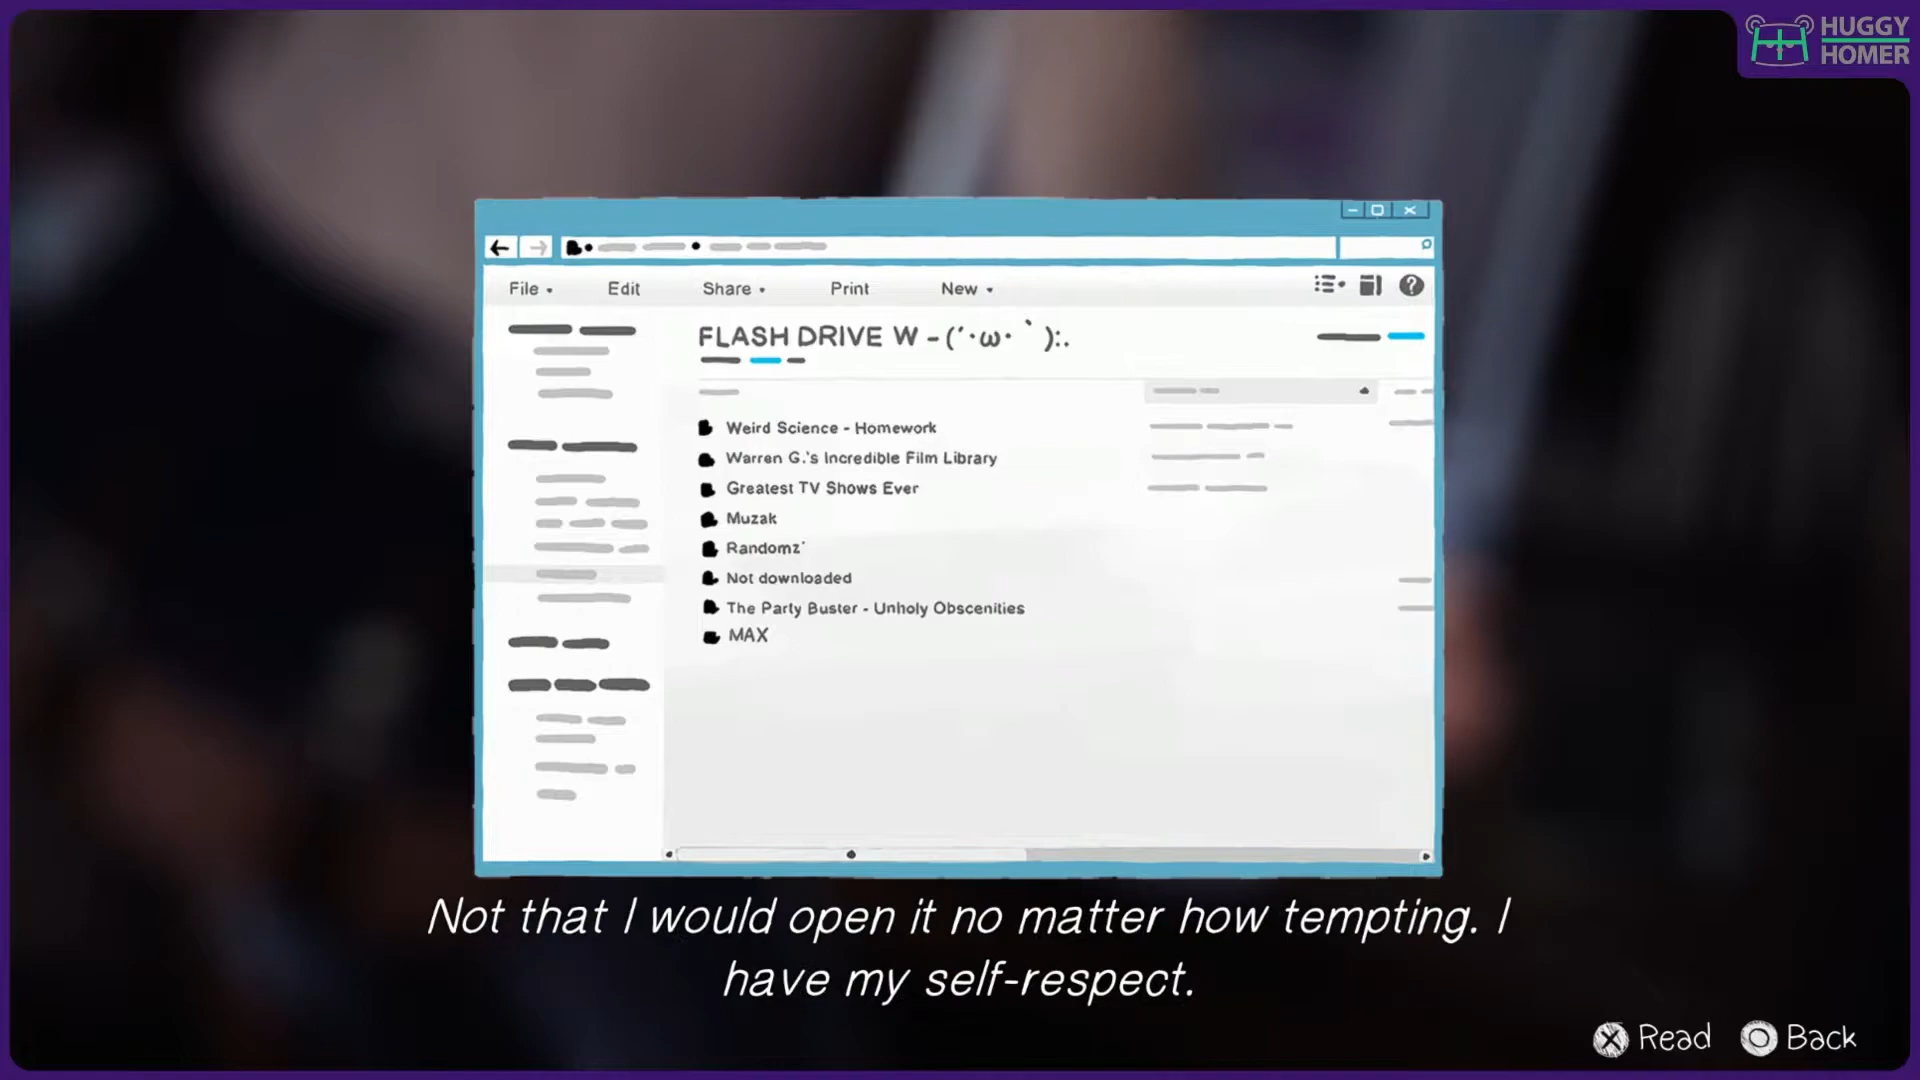 HUGGY
HOMER
File
Edit
Share
Print
New
FLASH DRIVE W - (´･ω･`):.
Weird Science - Homework
Warren G.'s Incredible Film Library
Greatest TV Shows Ever
Muzak
Randomz'
Not downloaded
The Party Buster - Unholy Obscenities
MAX
Not that I would open it no matter how tempting. I
have my self-respect.
Read
Back